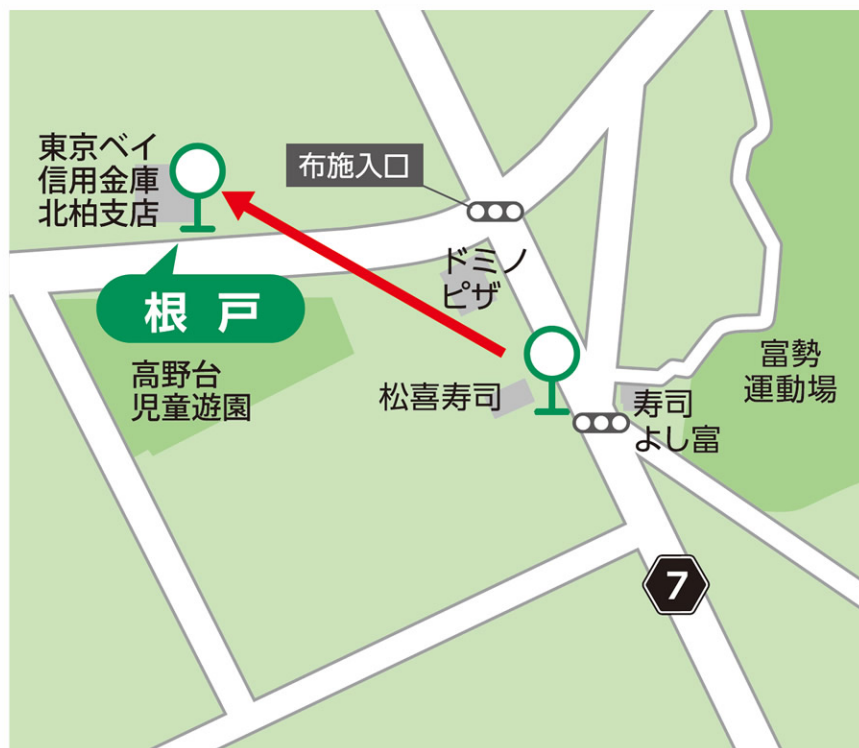 東京ベイ
信用金庫
北柏支店
布施入口
ドミノ
ピザ
根戸
高野台
児童遊園
松喜寿司
寿司
よし富
富勢
運動場
7